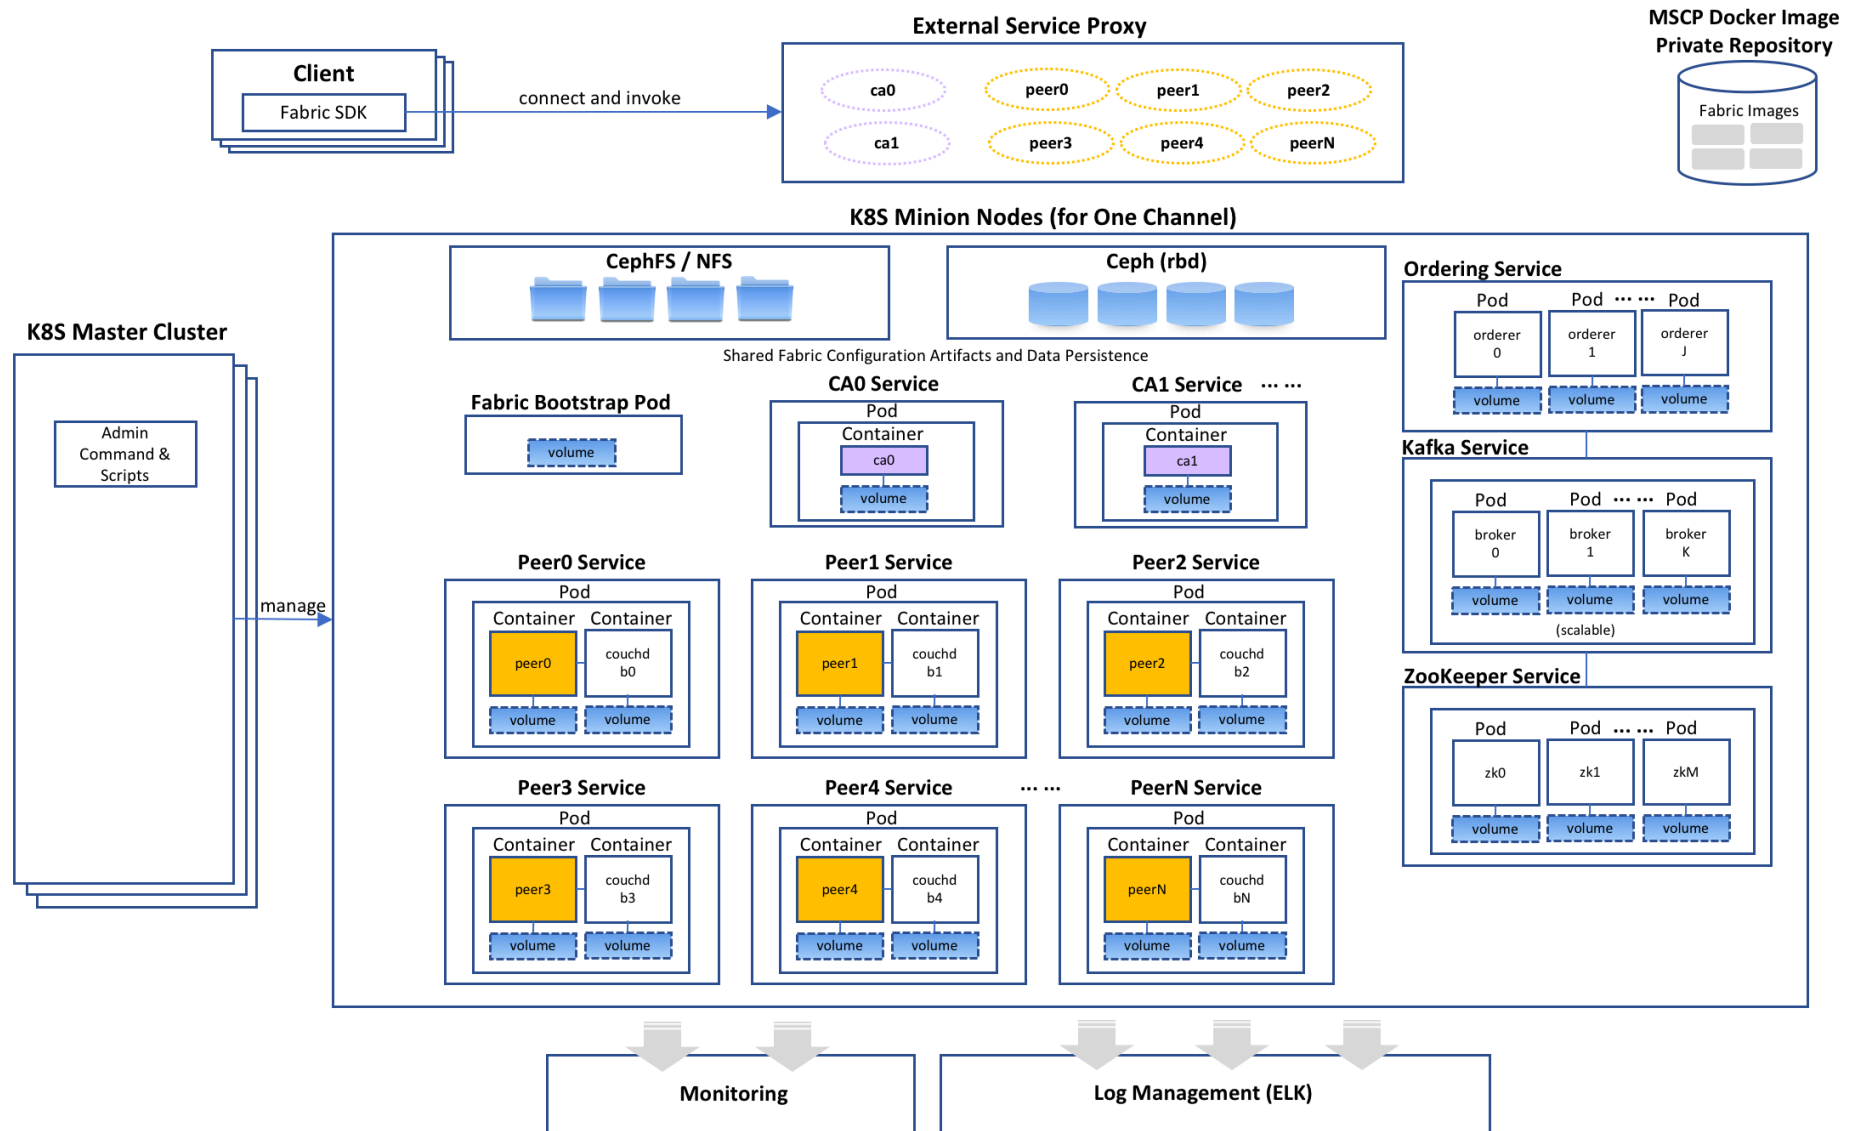 External Service Proxy
MSCP Docker Image
Private Repository
Client
Fabric SDK
connect and invoke
ca0
peer0
peer1
peer2
ca1
peer3
peer4
peerN
Fabric Images
K8S Minion Nodes (for One Channel)
CephFS / NFS
Ceph (rbd)
Shared Fabric Configuration Artifacts and Data Persistence
K8S Master Cluster
Admin
Command &
Scripts
manage
Fabric Bootstrap Pod
volume
CA0 Service
Pod
Container
ca0
volume
CA1 Service
... ...
Pod
Container
ca1
volume
Peer0 Service
Pod
Container
Container
peer0
couchd
b0
volume
volume
Peer1 Service
Pod
Container
Container
peer1
couchd
b1
volume
volume
Peer2 Service
Pod
Container
Container
peer2
couchd
b2
volume
volume
Peer3 Service
Pod
Container
Container
peer3
couchd
b3
volume
volume
Peer4 Service
Pod
Container
Container
peer4
couchd
b4
volume
volume
... ...
PeerN Service
Pod
Container
Container
peerN
couchd
bN
volume
volume
Ordering Service
Pod
Pod
... ...
Pod
orderer
0
orderer
1
orderer
J
volume
volume
volume
Kafka Service
Pod
Pod
... ...
Pod
broker
0
broker
1
broker
K
volume
volume
volume
(scalable)
ZooKeeper Service
Pod
Pod
... ...
Pod
zk0
zk1
zkM
volume
volume
volume
Monitoring
Log Management (ELK)